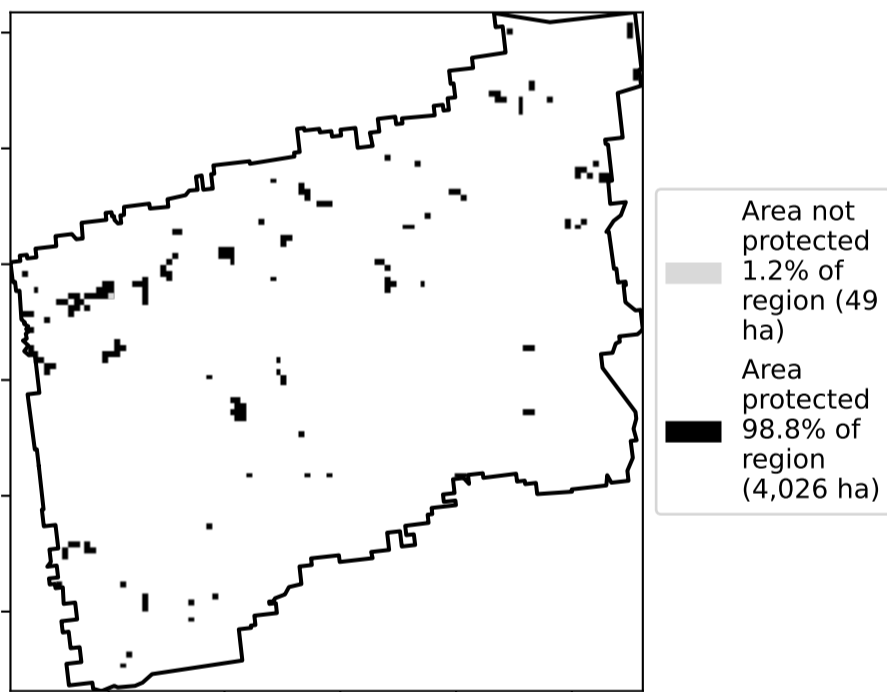 Area not
protected
1.2% of
region (49
ha)
Area
protected
98.8% of
region
(4,026 ha)